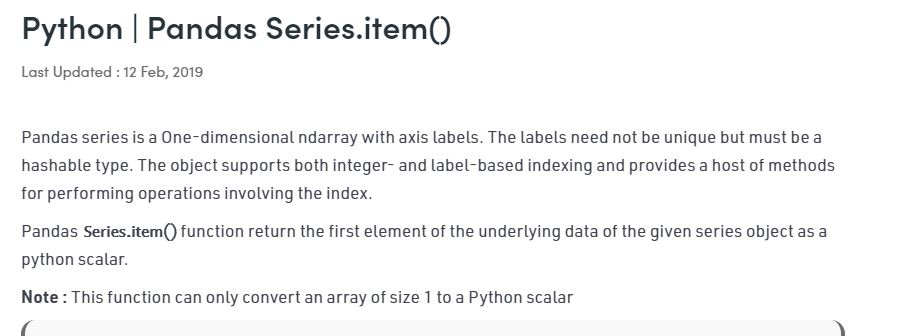 Python | Pandas Series.item()
Last Updated : 12 Feb, 2019
Pandas series is a One-dimensional ndarray with axis labels. The labels need not be unique but must be a
hashable type. The object supports both integer- and label-based indexing and provides a host of methods
for performing operations involving the index.
Pandas Series.item() function return the first element of the underlying data of the given series object as a
python scalar.
Note : This function can only convert an array of size 1 to a Python scalar